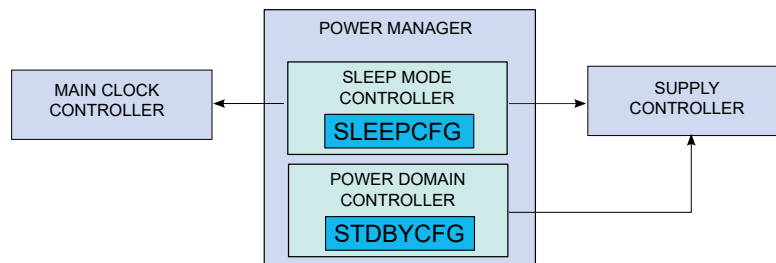 POWER MANAGER
SLEEP MODE
CONTROLLER
SLEEPCFG
MAIN CLOCK
CONTROLLER
SUPPLY
CONTROLLER
POWER DOMAIN
CONTROLLER
STDBYCFG